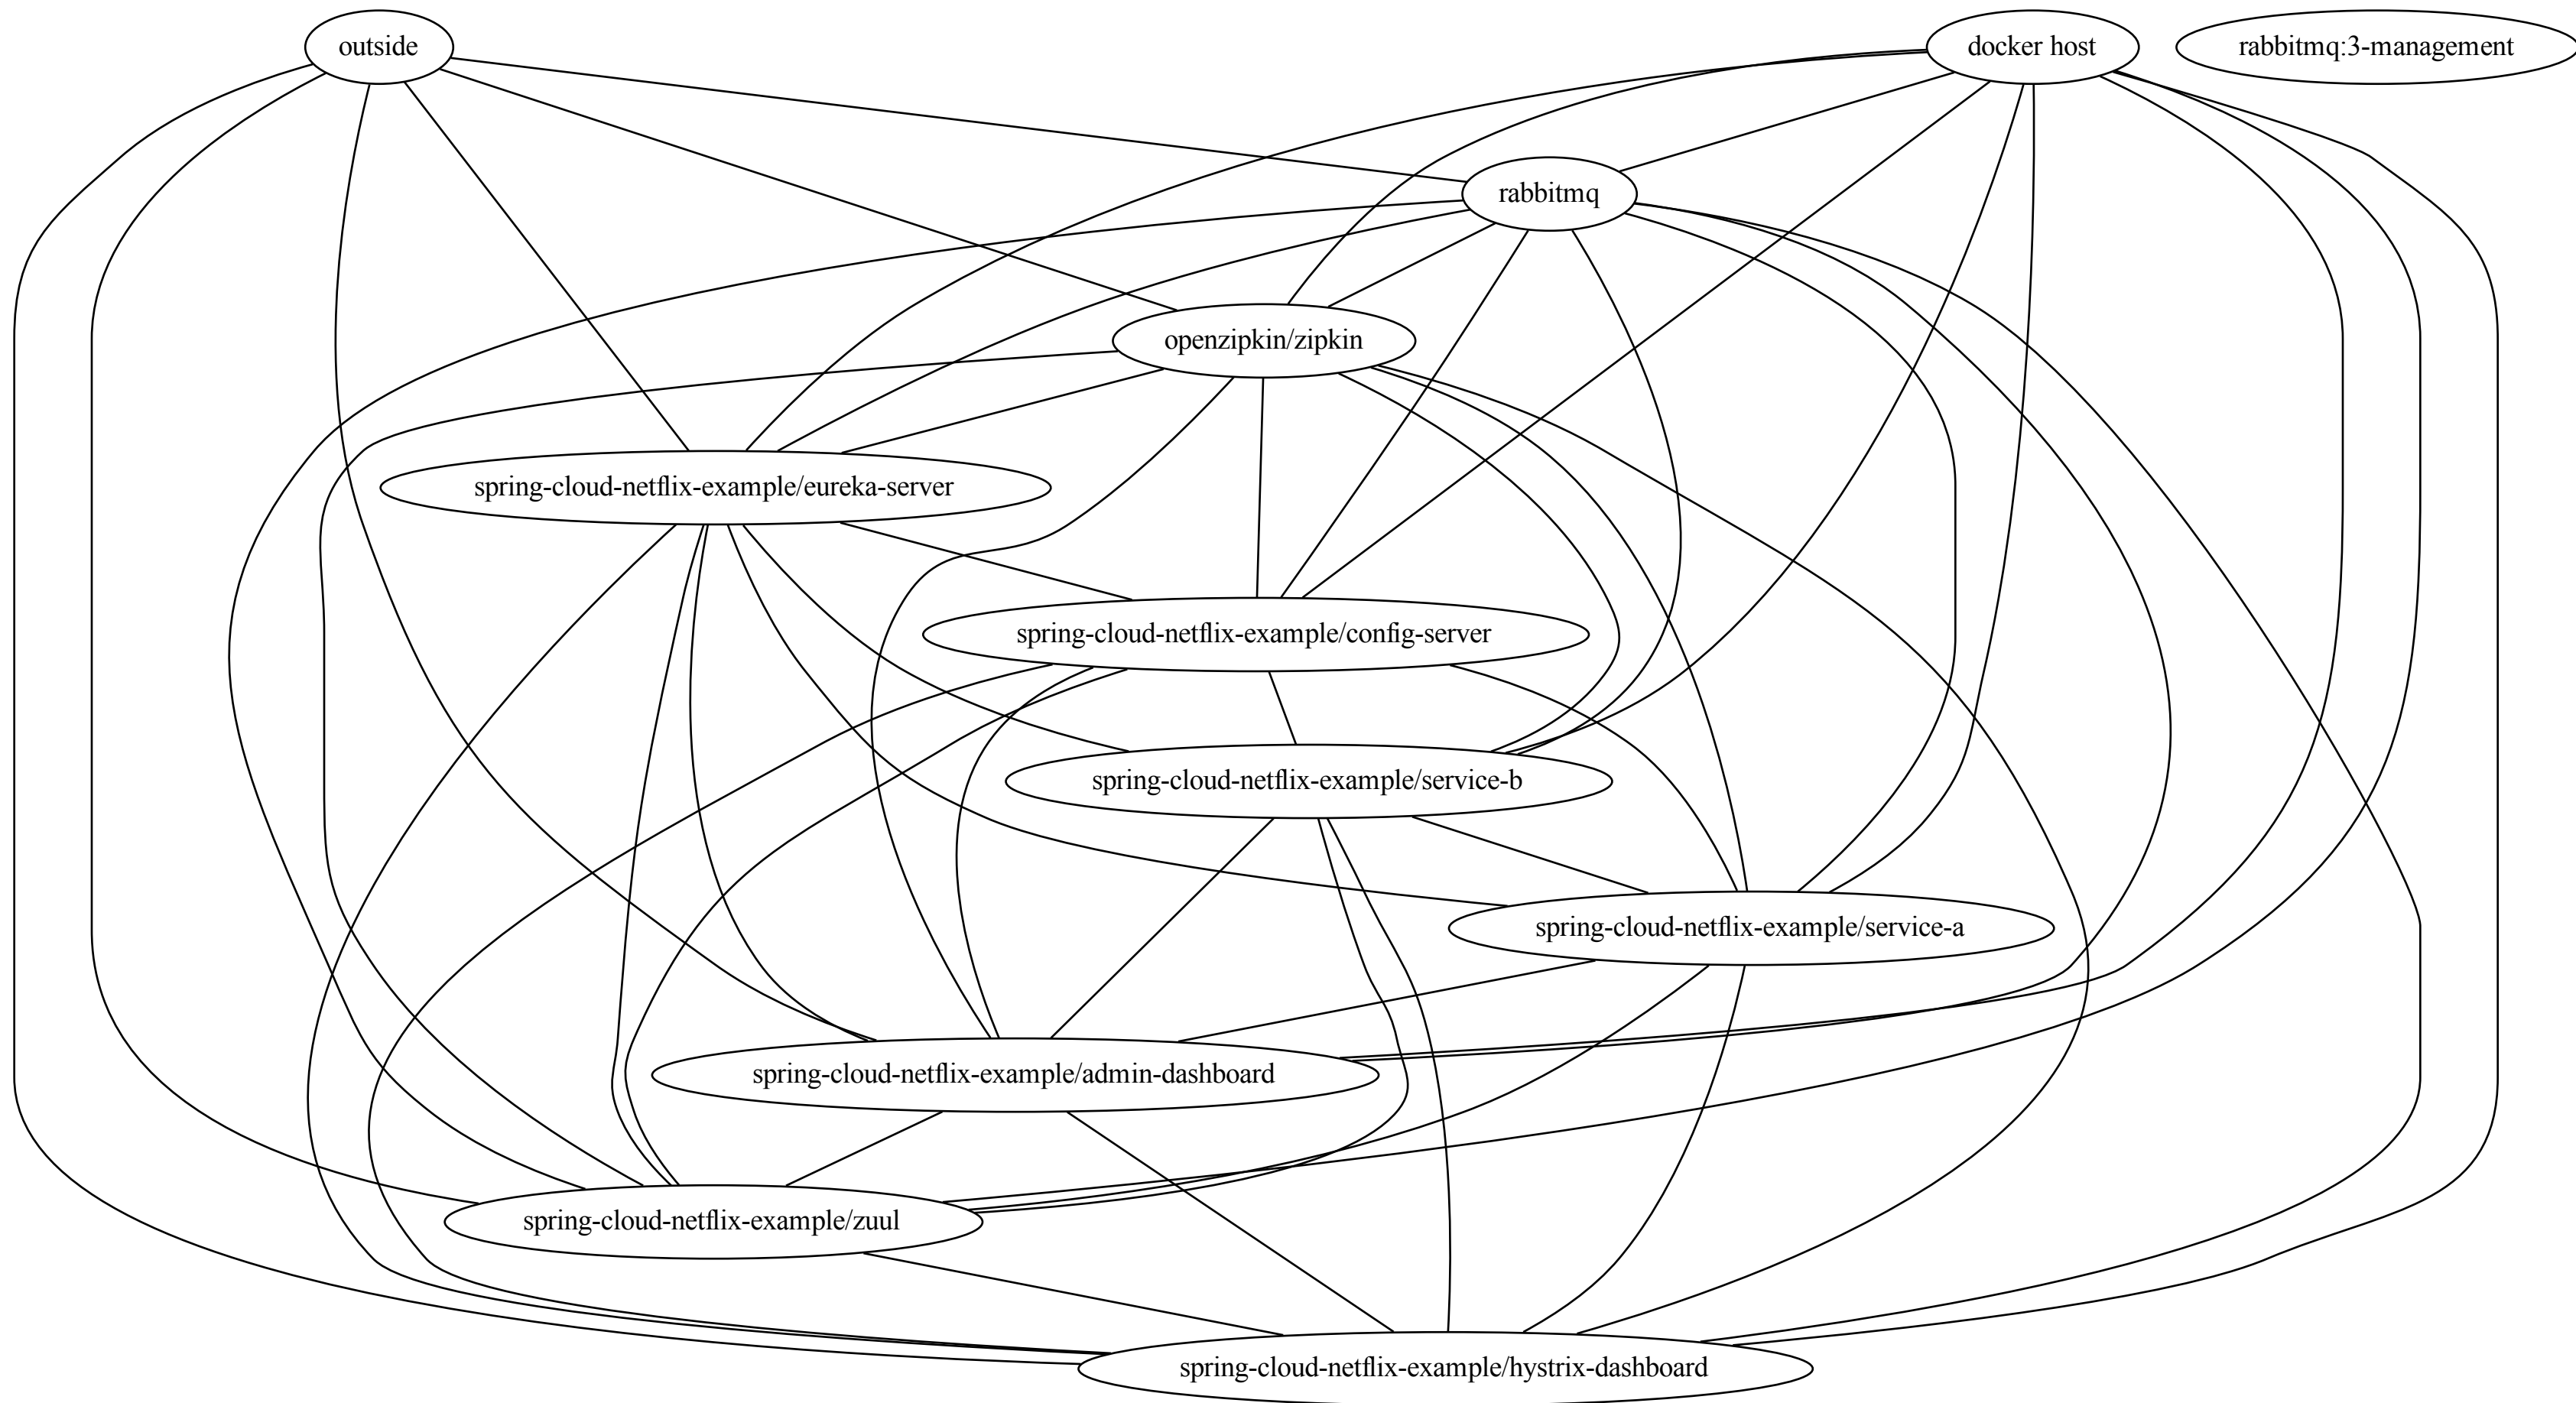 outside
docker host
rabbitmq:3-management
rabbitmq
openzipkin/zipkin
spring-cloud-netflix-example/eureka-server
spring-cloud-netflix-example/config-server
spring-cloud-netflix-example/service-b
spring-cloud-netflix-example/service-a
spring-cloud-netflix-example/admin-dashboard
spring-cloud-netflix-example/zuul
spring-cloud-netflix-example/hystrix-dashboard